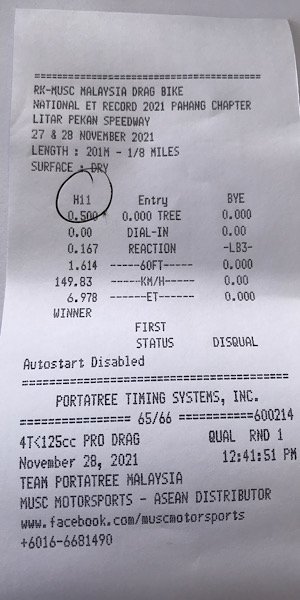 =========================================
RK-MUSC MALAYSIA DRAG BIKE
NATIONAL ET RECORD 2021 PAHANG CHAPTER
LITAR PEKAN SPEEDWAY
27 & 28 NOVEMBER 2021
LENGTH : 201M - 1/8 MILES
SURFACE : DRY
H11 Entry BYE
0.500 * 0.000 TREE 0.000
0.00 DIAL-IN 0.00
0.167 REACTION -LB3-
1.614 ------60FT------ 0.000
149.83 ------KM/H------ 0.00
6.978 -------ET------- 0.000
WINNER
FIRST
STATUS DISQUAL
Autostart Disabled
=========================================
PORTATREE TIMING SYSTEMS, INC.
================ 65/66 ===========600214
4T<125cc PRO DRAG QUAL RND 1
November 28, 2021 12:41:51 PM
TEAM PORTATREE MALAYSIA
MUSC MOTORSPORTS - ASEAN DISTRIBUTOR
www.facebook.com/muscmotorsports
+6016-6681490